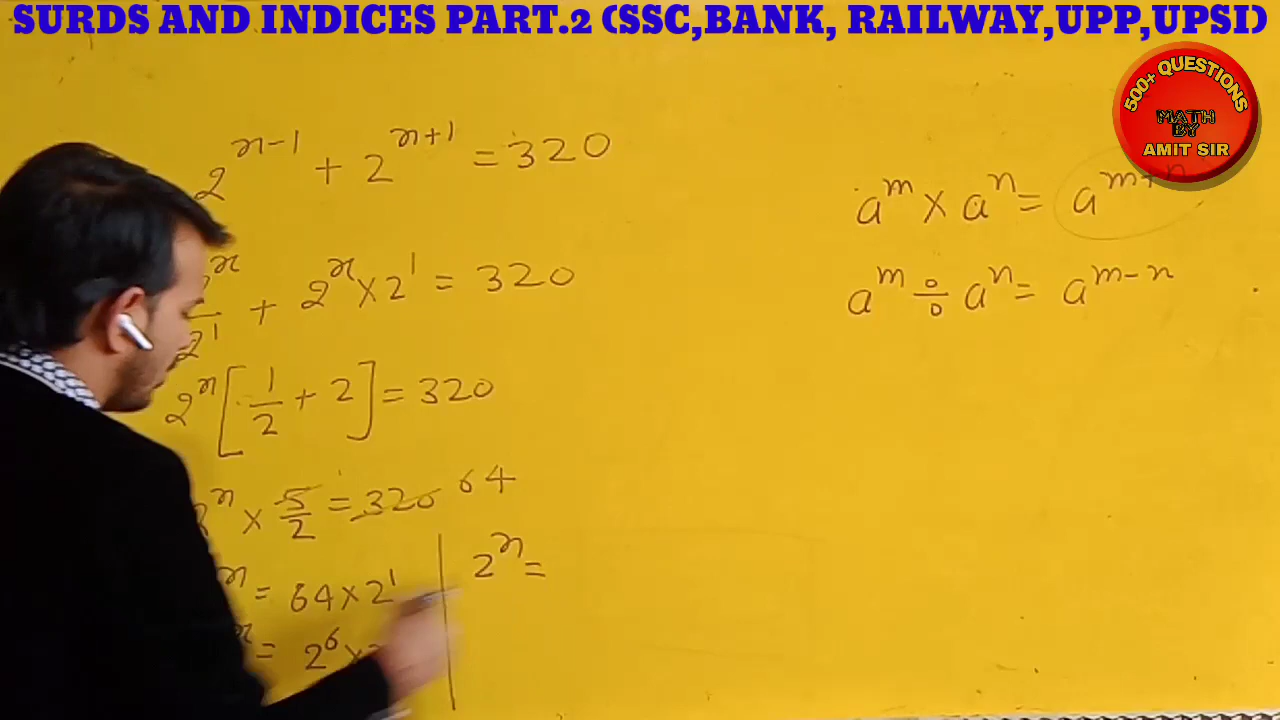 SURDS AND INDICES PART.2 (SSC,BANK, RAILWAY,UPP,UPSI)
500+ QUESTIONS
MATH
BY
AMIT SIR
2^{x-1} + 2^{x+1} = 320
x/2^1 + 2^x × 2^1 = 320
2^x [1/2 + 2] = 320
x × 5/2 = 320 64
x = 64 × 2^1
x = 2^6 ×
2^x =
a^m × a^n = a^{m+n}
a^m ÷ a^n = a^{m-n}